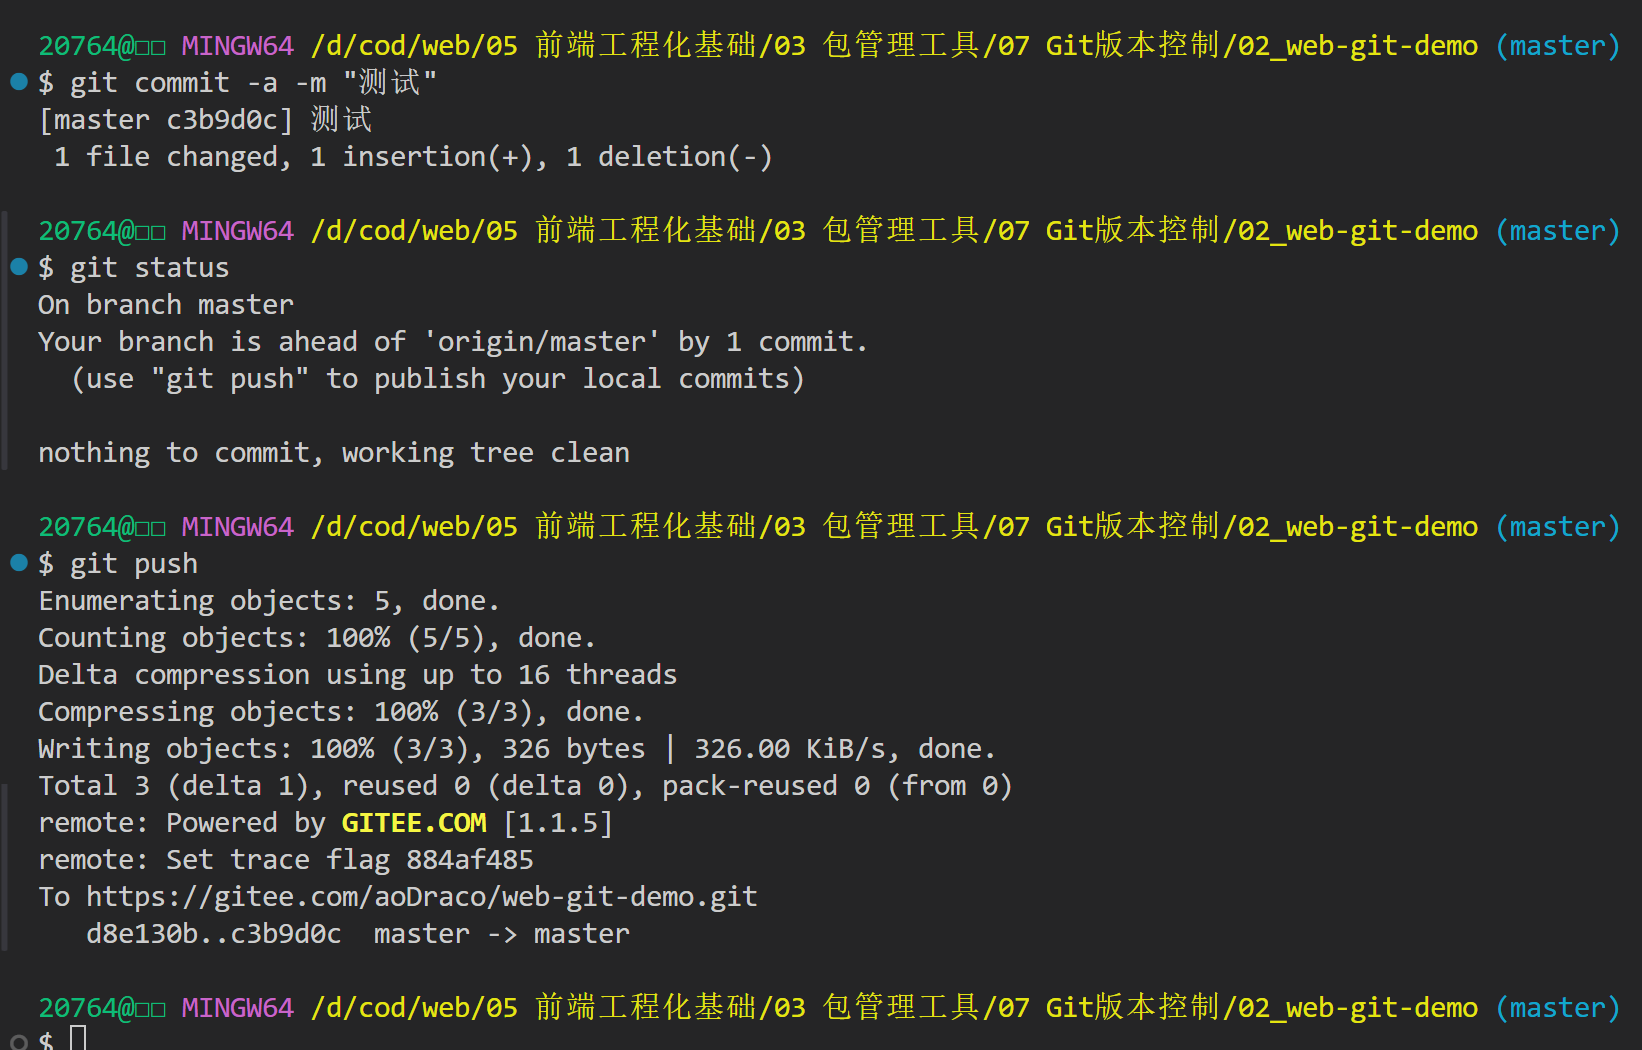 20764@□□ MINGW64 /d/cod/web/05 前端工程化基础/03 包管理工具/07 Git版本控制/02_web-git-demo (master)
$ git commit -a -m "测试"
[master c3b9d0c] 测试
 1 file changed, 1 insertion(+), 1 deletion(-)
20764@□□ MINGW64 /d/cod/web/05 前端工程化基础/03 包管理工具/07 Git版本控制/02_web-git-demo (master)
$ git status
On branch master
Your branch is ahead of 'origin/master' by 1 commit.
  (use "git push" to publish your local commits)
nothing to commit, working tree clean
20764@□□ MINGW64 /d/cod/web/05 前端工程化基础/03 包管理工具/07 Git版本控制/02_web-git-demo (master)
$ git push
Enumerating objects: 5, done.
Counting objects: 100% (5/5), done.
Delta compression using up to 16 threads
Compressing objects: 100% (3/3), done.
Writing objects: 100% (3/3), 326 bytes | 326.00 KiB/s, done.
Total 3 (delta 1), reused 0 (delta 0), pack-reused 0 (from 0)
remote: Powered by GITEE.COM [1.1.5]
remote: Set trace flag 884af485
To https://gitee.com/aoDraco/web-git-demo.git
   d8e130b..c3b9d0c  master -> master
20764@□□ MINGW64 /d/cod/web/05 前端工程化基础/03 包管理工具/07 Git版本控制/02_web-git-demo (master)
$